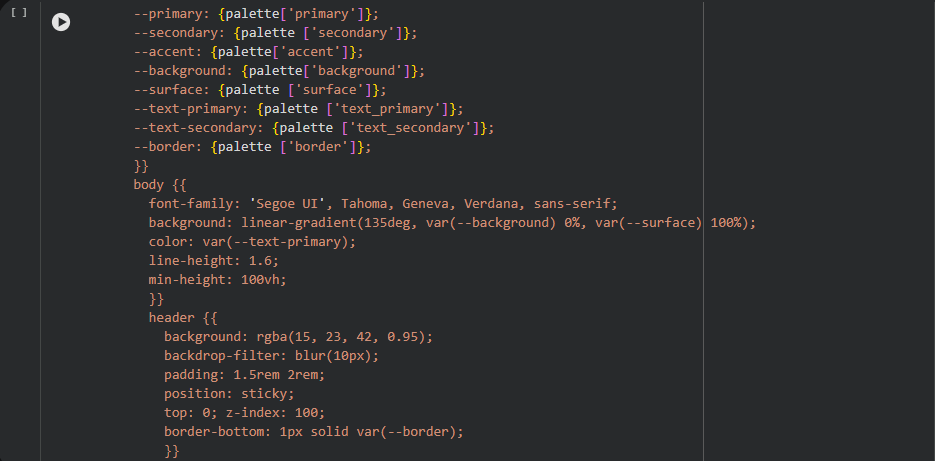 [ ]
--primary: {palette['primary']};
--secondary: {palette ['secondary']};
--accent: {palette['accent']};
--background: {palette['background']};
--surface: {palette ['surface']};
--text-primary: {palette ['text_primary']};
--text-secondary: {palette ['text_secondary']};
--border: {palette ['border']};
}}
body {{
font-family: 'Segoe UI', Tahoma, Geneva, Verdana, sans-serif;
background: linear-gradient(135deg, var(--background) 0%, var(--surface) 100%);
color: var(--text-primary);
line-height: 1.6;
min-height: 100vh;
}}
header {{
background: rgba(15, 23, 42, 0.95);
backdrop-filter: blur(10px);
padding: 1.5rem 2rem;
position: sticky;
top: 0; z-index: 100;
border-bottom: 1px solid var(--border);
}}